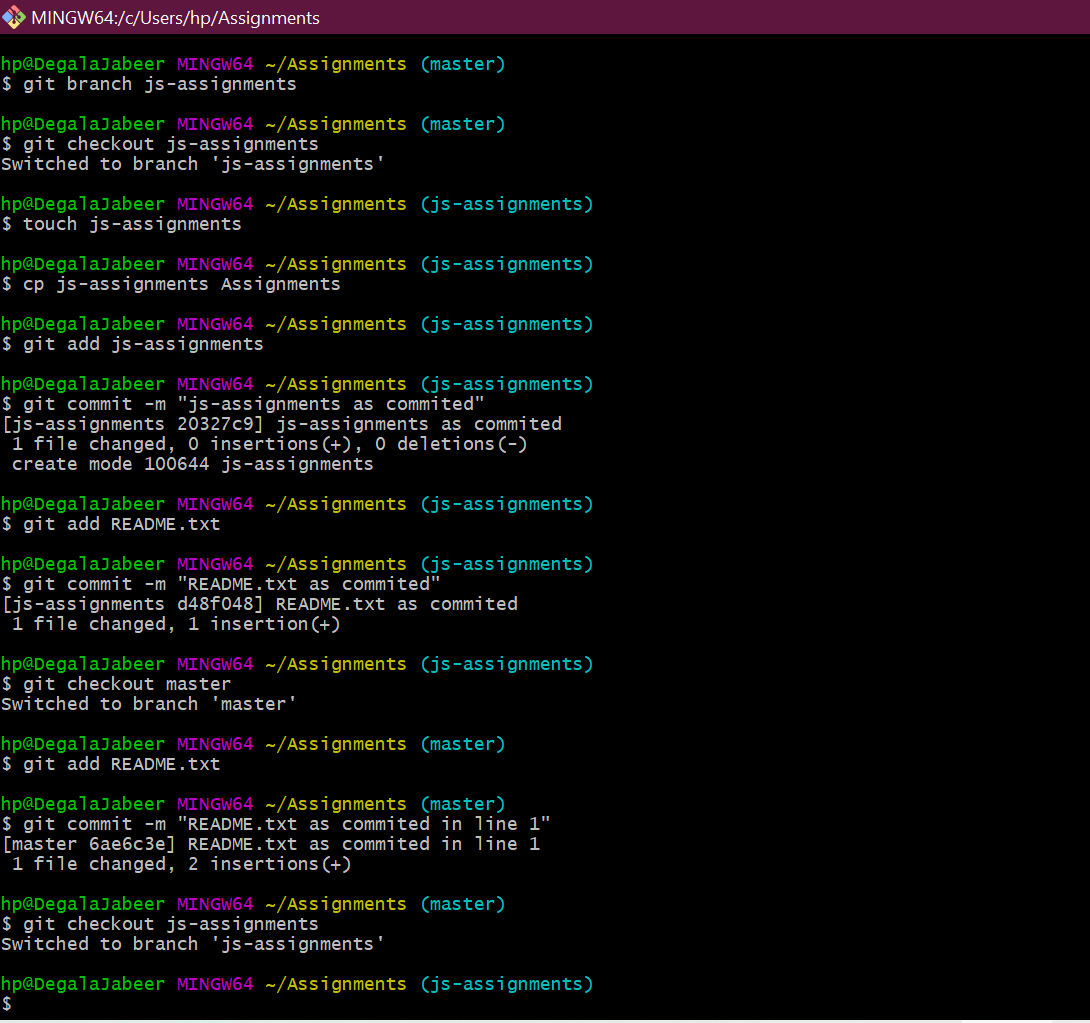 MINGW64:/c/Users/hp/Assignments
hp@DegalaJabeer MINGW64 ~/Assignments (master)
$ git branch js-assignments
hp@DegalaJabeer MINGW64 ~/Assignments (master)
$ git checkout js-assignments
Switched to branch 'js-assignments'
hp@DegalaJabeer MINGW64 ~/Assignments (js-assignments)
$ touch js-assignments
hp@DegalaJabeer MINGW64 ~/Assignments (js-assignments)
$ cp js-assignments Assignments
hp@DegalaJabeer MINGW64 ~/Assignments (js-assignments)
$ git add js-assignments
hp@DegalaJabeer MINGW64 ~/Assignments (js-assignments)
$ git commit -m "js-assignments as commited"
[js-assignments 20327c9] js-assignments as commited
1 file changed, 0 insertions(+), 0 deletions(-)
create mode 100644 js-assignments
hp@DegalaJabeer MINGW64 ~/Assignments (js-assignments)
$ git add README.txt
hp@DegalaJabeer MINGW64 ~/Assignments (js-assignments)
$ git commit -m "README.txt as commited"
[js-assignments d48f048] README.txt as commited
1 file changed, 1 insertion(+)
hp@DegalaJabeer MINGW64 ~/Assignments (js-assignments)
$ git checkout master
Switched to branch 'master'
hp@DegalaJabeer MINGW64 ~/Assignments (master)
$ git add README.txt
hp@DegalaJabeer MINGW64 ~/Assignments (master)
$ git commit -m "README.txt as commited in line 1"
[master 6ae6c3e] README.txt as commited in line 1
1 file changed, 2 insertions(+)
hp@DegalaJabeer MINGW64 ~/Assignments (master)
$ git checkout js-assignments
Switched to branch 'js-assignments'
hp@DegalaJabeer MINGW64 ~/Assignments (js-assignments)
$